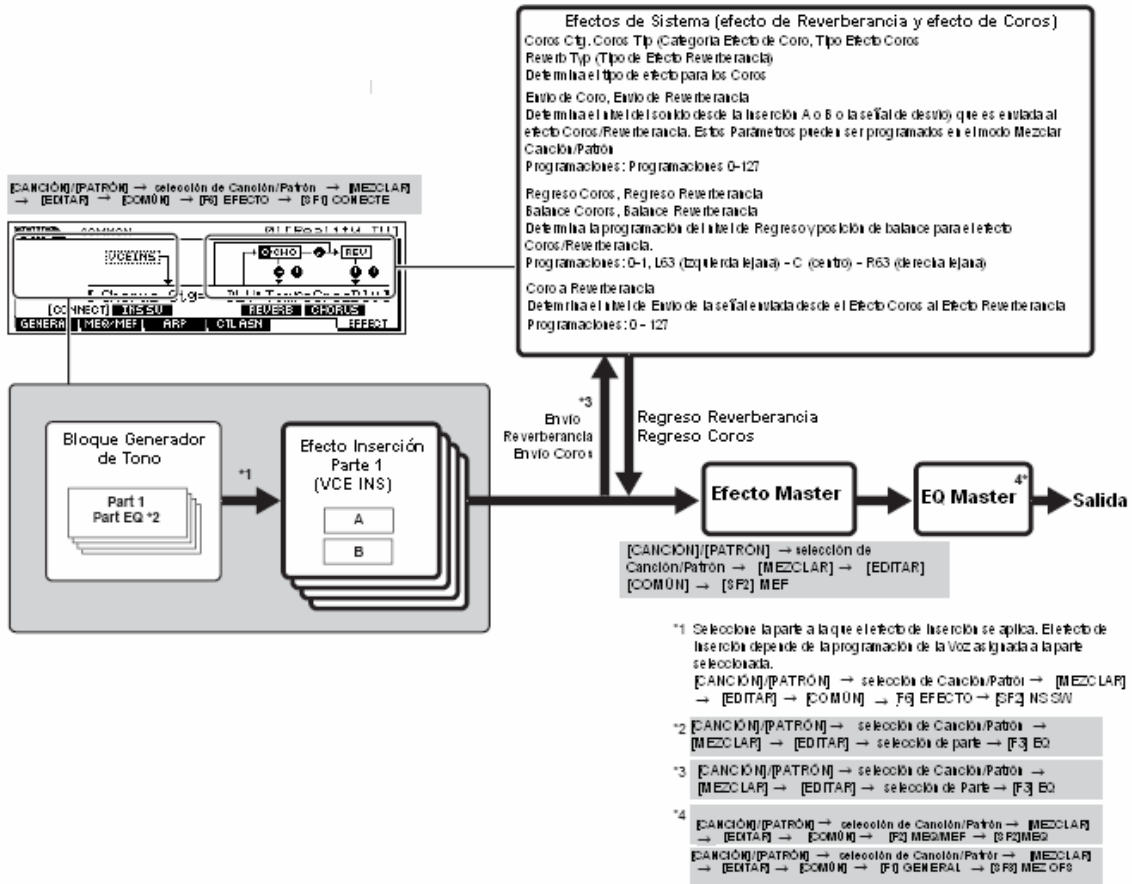 Efectos de Sistema (efecto de Reverberancia y efecto de Coros)
Coros Ctg. Coros Tip (Categoría Efecto de Coro, Tipo Efecto Coros
Reverb Typ (Tipo de Efecto Reverberancia)
Determina el tipo de efecto para los Coros
Envío de Coro, Envío de Reverberancia
Determina el nivel del sonido desde la Inserción A o B o la señal de desvío) que es enviada al
efecto Coros/Reverberancia. Estos Parámetros pueden ser programados en el modo Mezclar
Canción/Patrón
Programaciones: Programaciones 0-127
Regreso Coros, Regreso Reverberancia
Balance Corors, Balance Reverberancia
Determina la programación del nivel de Regreso y posición de balance para el efecto
Coros/Reverberancia.
Programaciones: 0-1, L63 (Izquierda lejana) - C (centro) - R63 (derecha lejana)
Coro a Reverberancia
Determina el nivel de Envío de la señal enviada desde el Efecto Coros al Efecto Reverberancia
Programaciones: 0 - 127
[CANCIÓN]/[PATRÓN] → selección de Canción/Patrón → [MEZCLAR]
→ [EDITAR] → [COMÚN] → [F6] EFECTO → [SF1] CONECTE
COMMON
[VCEINS]
CHO
REV
[CONNECT] INS SW REVERB CHORUS
GENERAL MEQ/MEF ARP CTL ASN EFFECT
Bloque Generador
de Tono
Part 1
Part EQ *2
*1
Efecto Inserción
Parte 1
(VCE INS)
A
B
*3
Envío
Reverberancia
Envío Coros
Regreso Reverberancia
Regreso Coros
Efecto Master
EQ Master
4*
Salida
[CANCIÓN]/[PATRÓN] → selección de
Canción/Patrón → [MEZCLAR] → [EDITAR]
[COMÚN] → [SF2] MEF
*1 Seleccione la parte a la que el efecto de Inserción se aplica. El efecto de
Inserción depende de la programación de la Voz asignada a la parte
seleccionada.
[CANCIÓN]/[PATRÓN] → selección de Canción/Patrón → [MEZCLAR]
→ [EDITAR] → [COMÚN] → F6] EFECTO → [SF2] NS SW
*2 [CANCIÓN]/[PATRÓN] → selección de Canción/Patrón →
[MEZCLAR] → [EDITAR] → selección de parte → [F3] EQ
*3 [CANCIÓN]/[PATRÓN] → selección de Canción/Patrón →
[MEZCLAR] → [EDITAR] → selección de Parte → [F3] EQ
*4 [CANCIÓN]/[PATRÓN] → selección de Canción/Patrón → [MEZCLAR]
→ [EDITAR] → [COMÚN] → [F2] MEQ/MEF → [SF2]MEQ
[CANCIÓN]/[PATRÓN] → selección de Canción/Patrón → [MEZCLAR]
→ [EDITAR] → [COMÚN] → [F1] GENERAL → [SF3] MEZ OFS